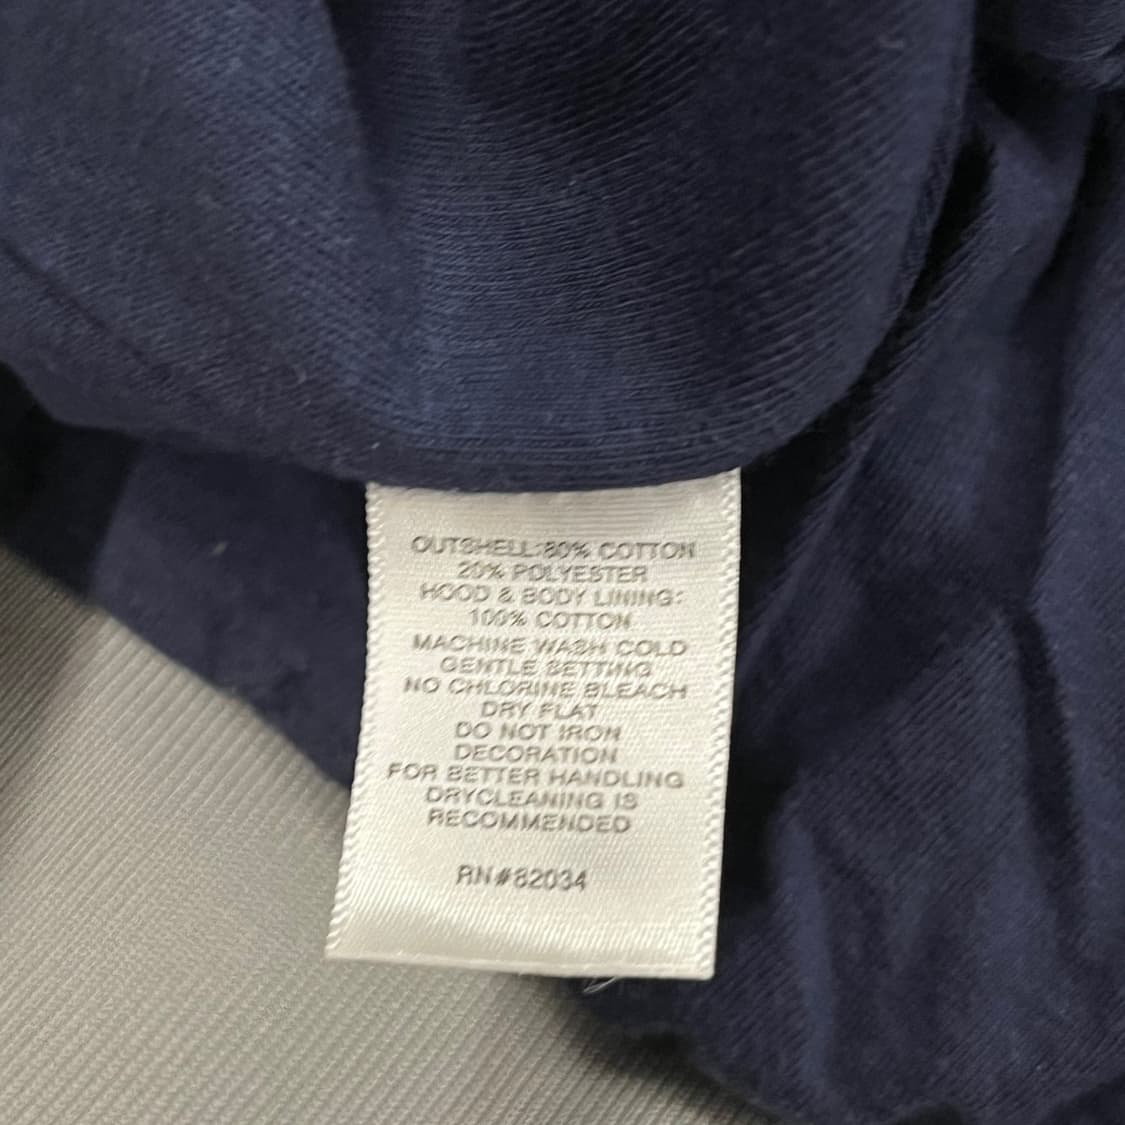 OUTSHELL:80% COTTON
20% POLYESTER
HOOD & BODY LINING:
100% COTTON
MACHINE WASH COLD
GENTLE SETTING
NO CHLORINE BLEACH
DRY FLAT
DO NOT IRON
DECORATION
FOR BETTER HANDLING
DRYCLEANING IS
RECOMMENDED
RN#82034